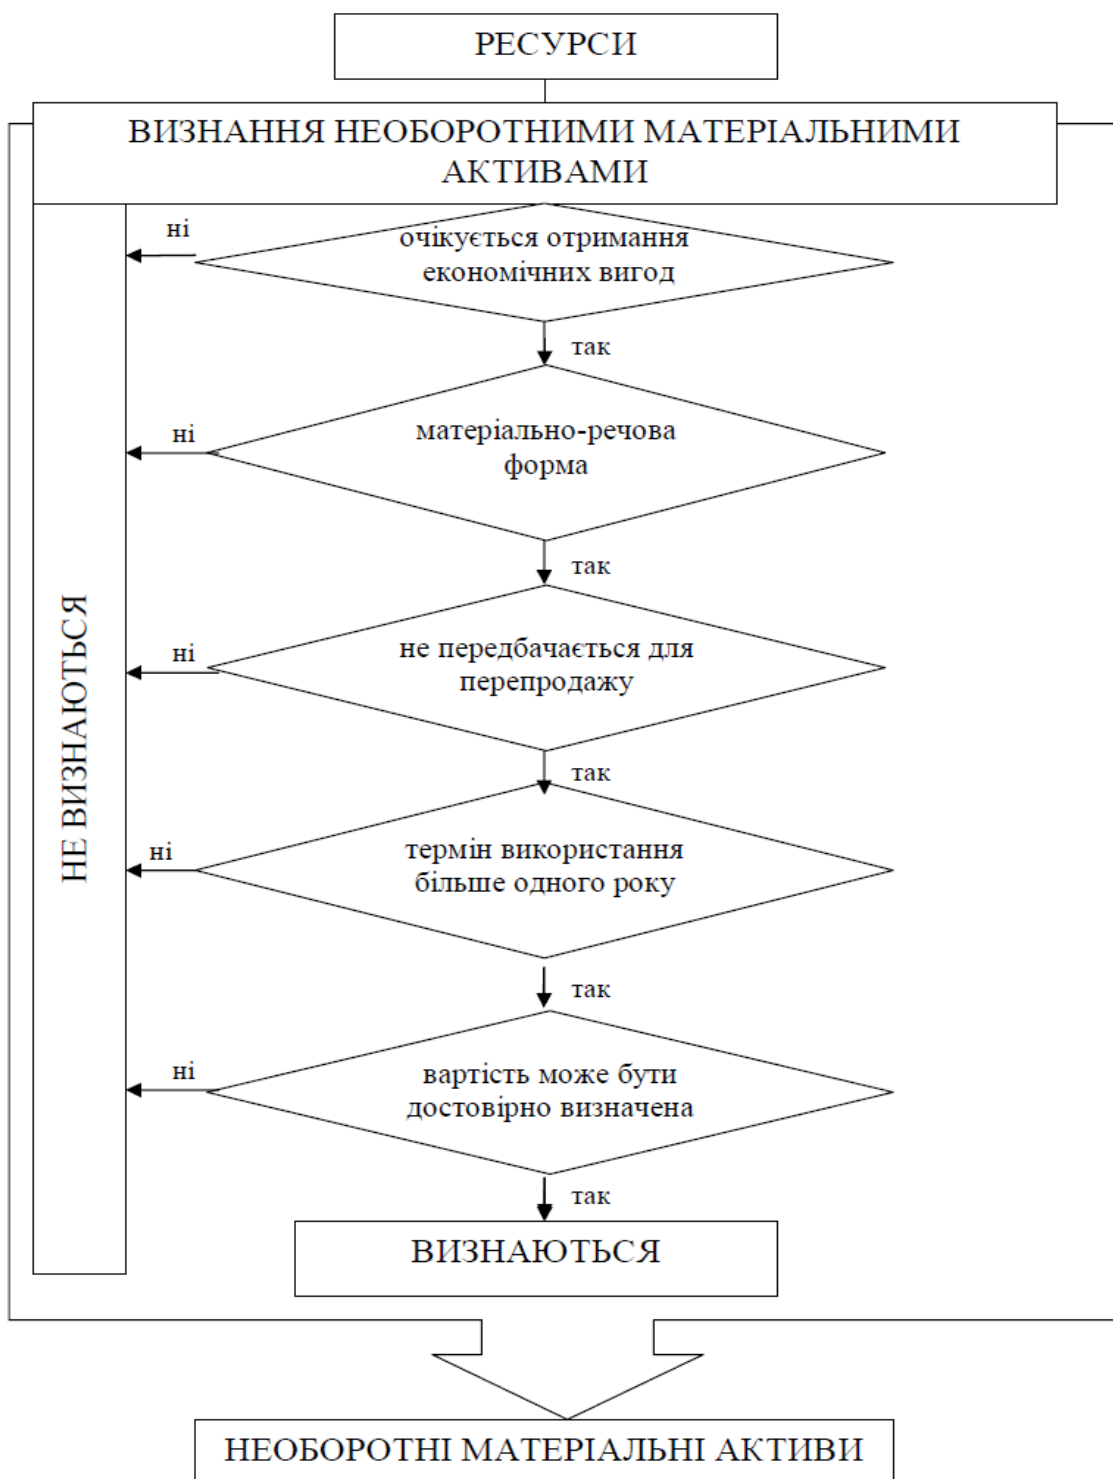 РЕСУРСИ
ВИЗНАННЯ НЕОБОРОТНИМИ МАТЕРІАЛЬНИМИ
АКТИВАМИ
ні
очікується отримання
економічних вигод
так
ні
матеріально-речова
форма
так
ні
не передбачається для
перепродажу
так
НЕ ВИЗНАЮТЬСЯ
ні
термін використання
більше одного року
так
ні
вартість може бути
достовірно визначена
так
ВИЗНАЮТЬСЯ
НЕОБОРОТНІ МАТЕРІАЛЬНІ АКТИВИ